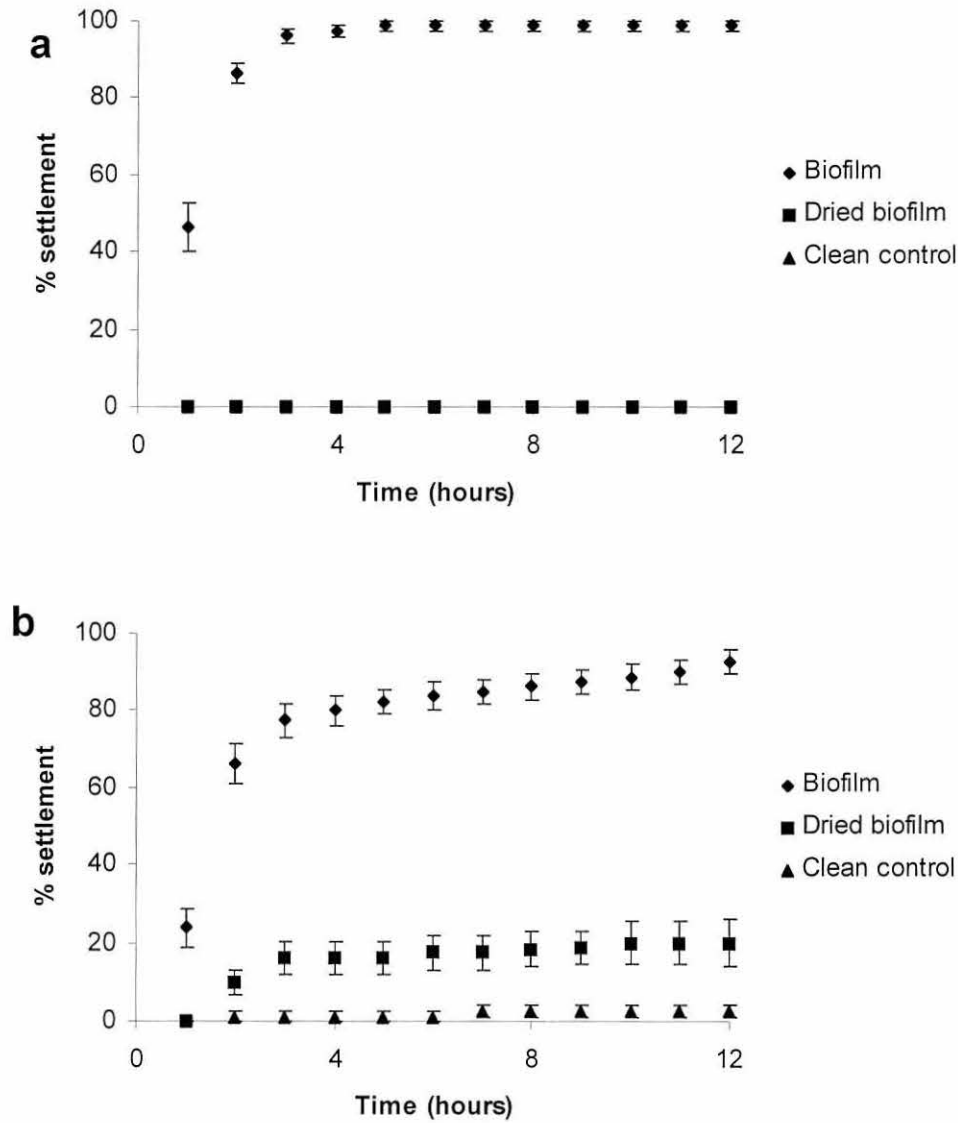 a
100
80
60
40
20
0
% settlement
0 4 8 12
Time (hours)
Biofilm
Dried biofilm
Clean control
b
100
80
60
40
20
0
% settlement
0 4 8 12
Time (hours)
Biofilm
Dried biofilm
Clean control